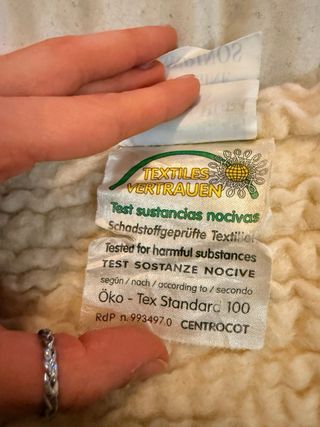 TEXTILES
VERTRAUEN
Test sustancias nocivas
Schadstoffgeprüfte Textilien
Tested for harmful substances
TEST SOSTANZE NOCIVE
según / nach / according to / secondo
Öko - Tex Standard 100
RdP n. 993497.0 CENTROCOT